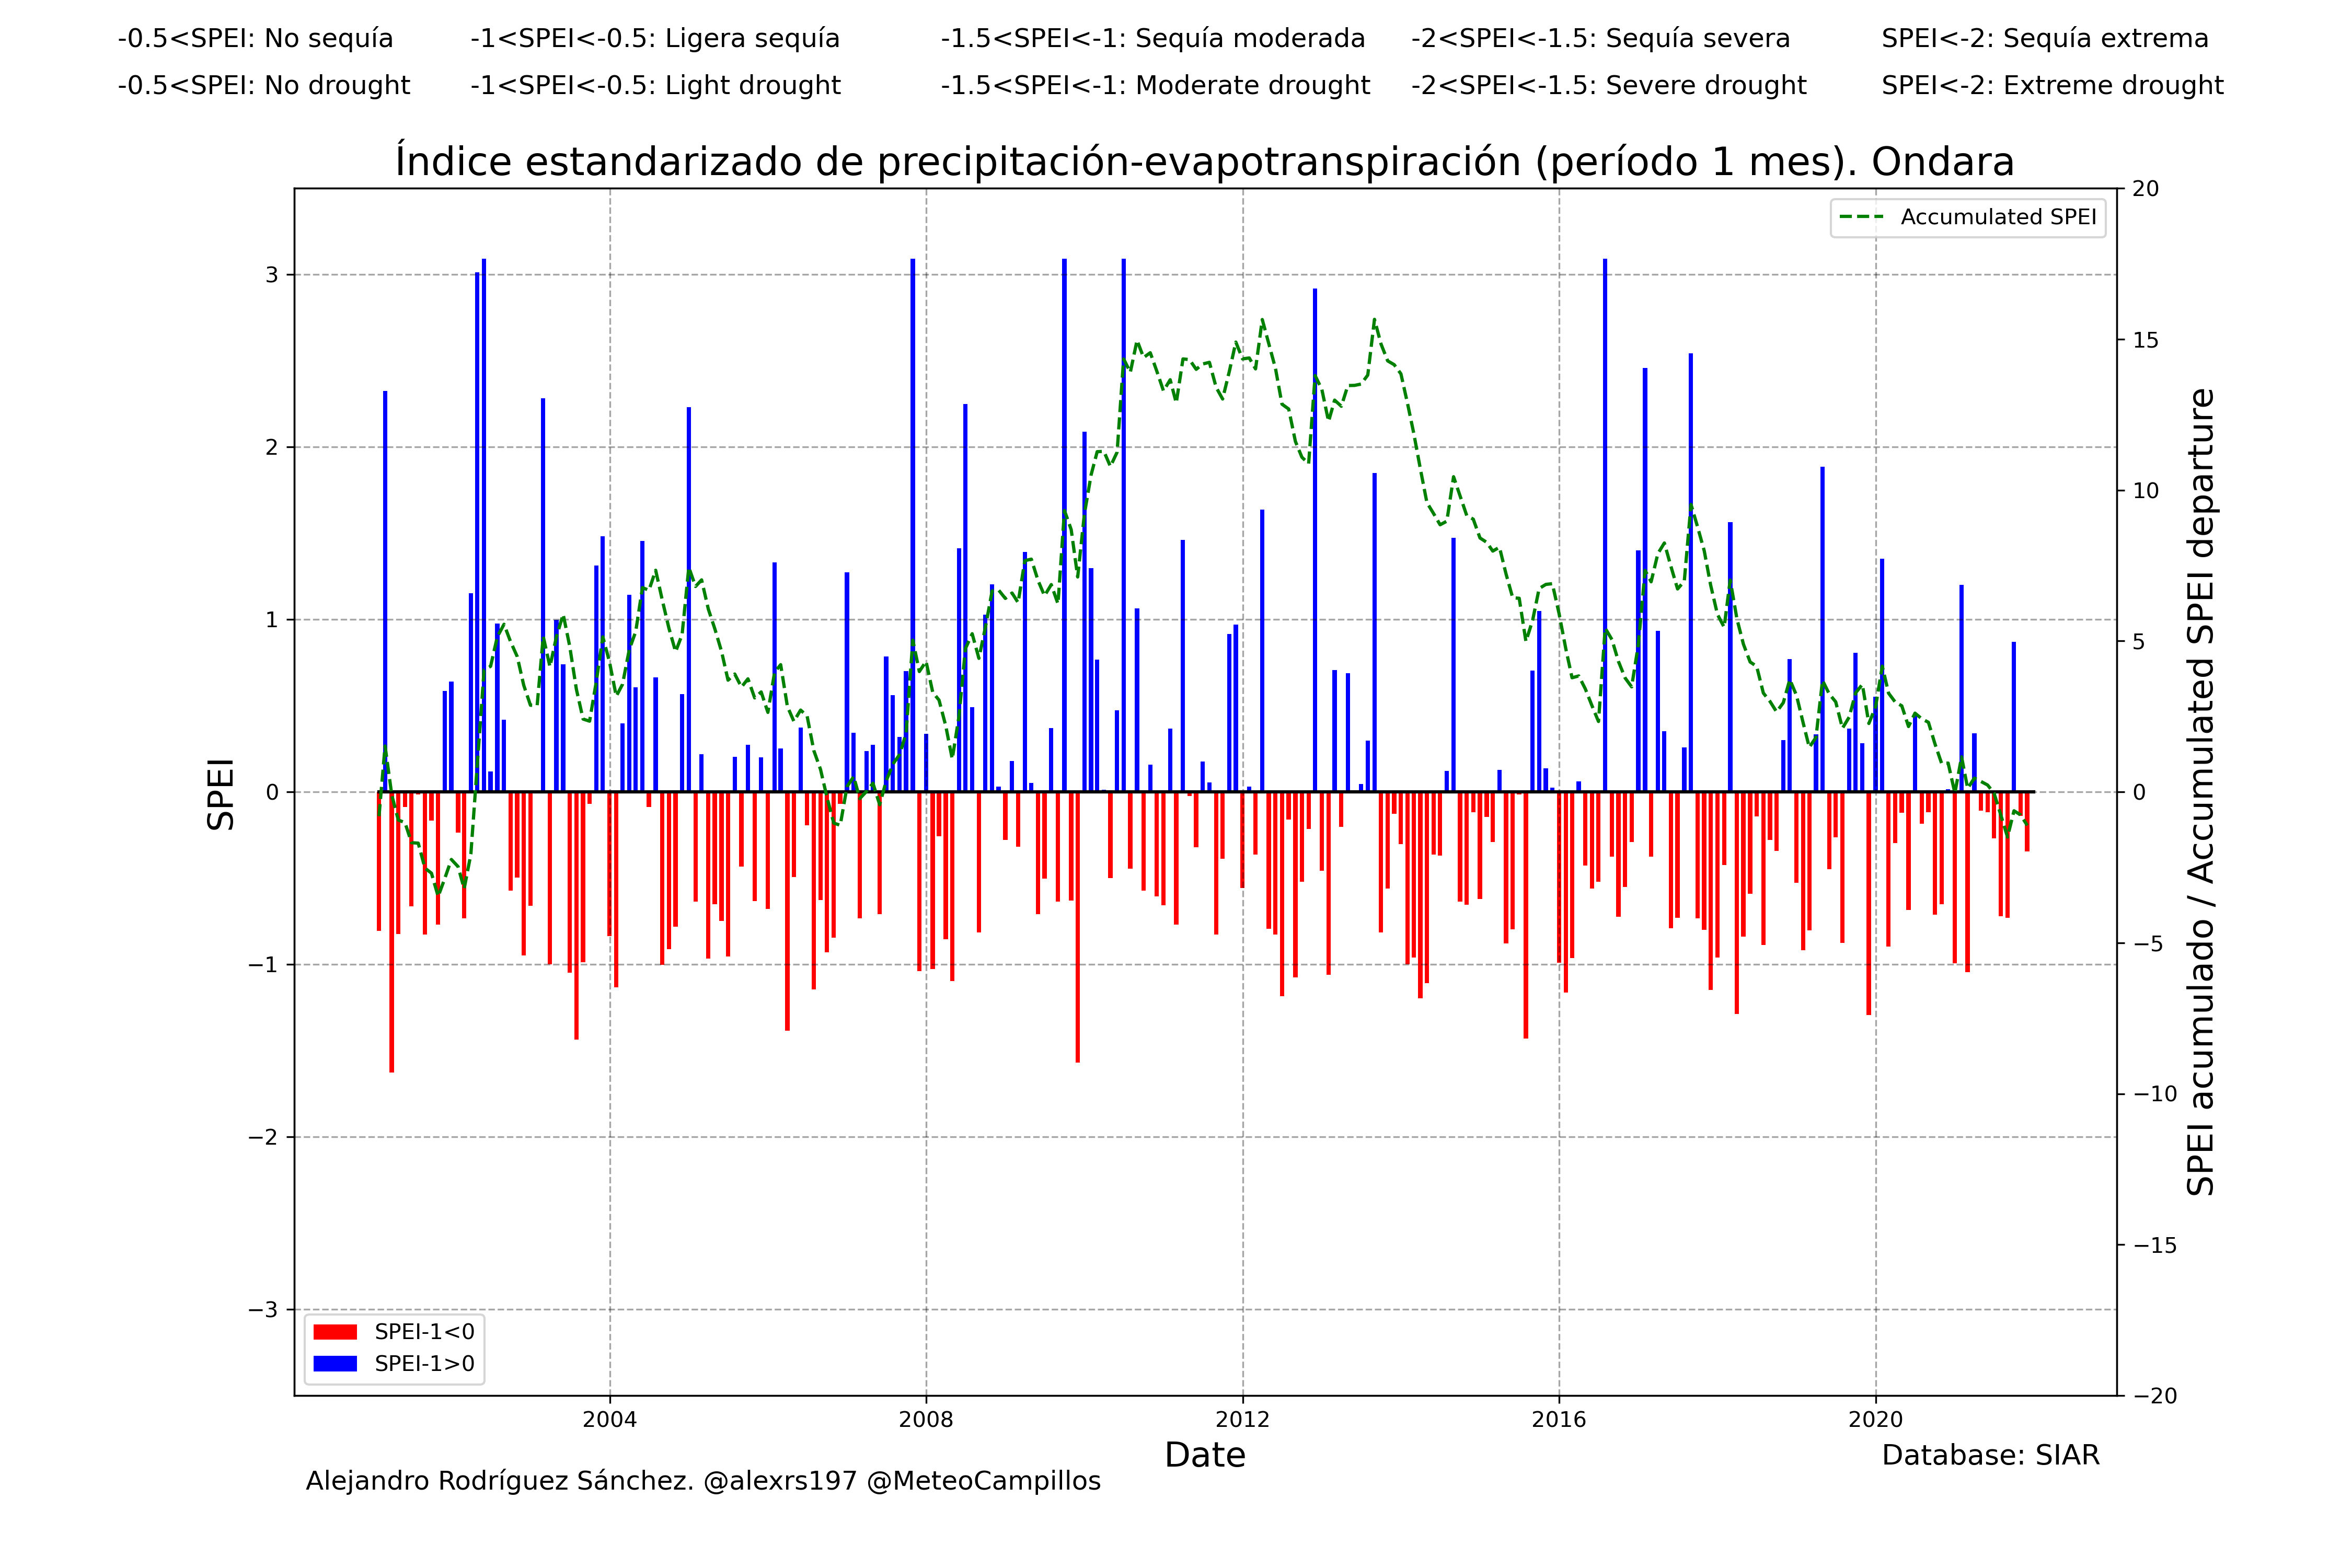 -0.5<SPEI: No sequía -1<SPEI<-0.5: Ligera sequía -1.5<SPEI<-1: Sequía moderada -2<SPEI<-1.5: Sequía severa SPEI<-2: Sequía extrema
-0.5<SPEI: No drought -1<SPEI<-0.5: Light drought -1.5<SPEI<-1: Moderate drought -2<SPEI<-1.5: Severe drought SPEI<-2: Extreme drought
Índice estandarizado de precipitación-evapotranspiración (período 1 mes). Ondara
Accumulated SPEI
SPEI
3
2
1
0
−1
−2
−3
20
15
10
5
0
−5
−10
−15
−20
SPEI acumulado / Accumulated SPEI departure
SPEI-1<0
SPEI-1>0
2004 2008 2012 2016 2020
Date
Database: SIAR
Alejandro Rodríguez Sánchez. @alexrs197 @MeteoCampillos